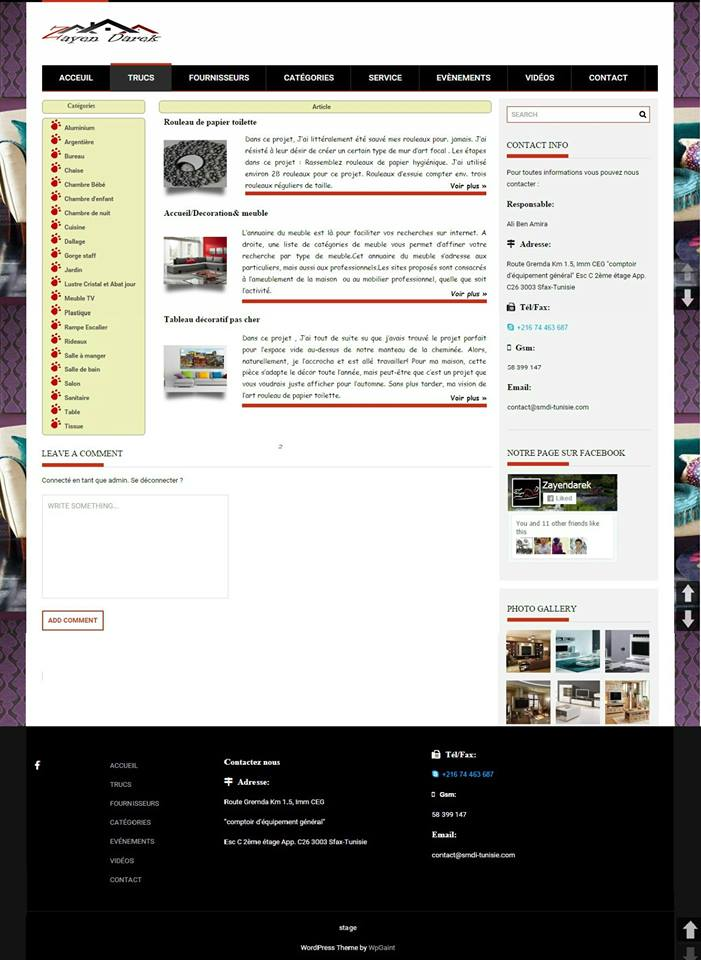 Zayen Darek
ACCEUIL TRUCS FOURNISSEURS CATÉGORIES SERVICE EVÈNEMENTS VIDÉOS CONTACT
Catégories
Aluminium
Argentière
Bureau
Chaise
Chambre Bébé
Chambre d'enfant
Chambre de nuit
Cuisine
Dallage
Gorge staff
Jardin
Lustre Cristal et Abat jour
Meuble TV
Plastique
Rampe Escalier
Rideaux
Salle à manger
Salle de bain
Salon
Sanitaire
Table
Tissue
Article
Rouleau de papier toilette
Dans ce projet, J'ai littéralement été sauvé mes rouleaux pour. jamais. J'ai
résisté à leur désir de créer un certain type de mur d'art focal . Les étapes
dans ce projet : Rassemblez rouleaux de papier hygiénique. J'ai utilisé
environ 28 rouleaux pour ce projet. Rouleaux d'essuie compter env. trois
rouleaux réguliers de taille.
Voir plus »
Accueil/Decoration& meuble
L'annuaire du meuble est là pour faciliter vos recherches sur internet. A
droite, une liste de catégories de meuble vous permet d'affiner votre
recherche par type de meuble.Cet annuaire du meuble s'adresse aux
particuliers, mais aussi aux professionnels.Les sites proposés sont consacrés
à l'ameublement de la maison ou au mobilier professionnel, quelle que soit
l'activité.
Voir plus »
Tableau décoratif pas cher
Dans ce projet , J'ai tout de suite su que j'avais trouvé le projet parfait
pour l'espace vide au-dessus de notre manteau de la cheminée. Alors,
naturellement, je l'accrocha et est allé travailler! Pour ma maison, cette
pièce s'adapte le décor toute l'année, mais peut-être que c'est un projet que
vous voudrais juste afficher pour l'automne. Sans plus tarder, ma vision de
l'art rouleau de papier toilette.
Voir plus »
2
LEAVE A COMMENT
Connecté en tant que admin. Se déconnecter ?
WRITE SOMETHING...
ADD COMMENT
SEARCH
CONTACT INFO
Pour toutes informations vous pouvez nous
contacter :
Responsable:
Ali Ben Amira
Adresse:
Route Gremda Km 1.5, Imm CEG "comptoir
d'équipement général" Esc C 2ème étage App.
C26 3003 Sfax-Tunisie
Tél/Fax:
+216 74 463 687
Gsm:
58 399 147
Email:
contact@smdi-tunisie.com
NOTRE PAGE SUR FACEBOOK
Zayendarek
Liked
You and 11 other friends like
this
PHOTO GALLERY
ACCUEIL
TRUCS
FOURNISSEURS
CATÉGORIES
EVÉNEMENTS
VIDÉOS
CONTACT
Contactez nous
Adresse:
Route Gremda Km 1.5, Imm CEG
"comptoir d'équipement général"
Esc C 2ème étage App. C26 3003 Sfax-Tunisie
Tél/Fax:
+216 74 463 687
Gsm:
58 399 147
Email:
contact@smdi-tunisie.com
stage
WordPress Theme by WpGaint